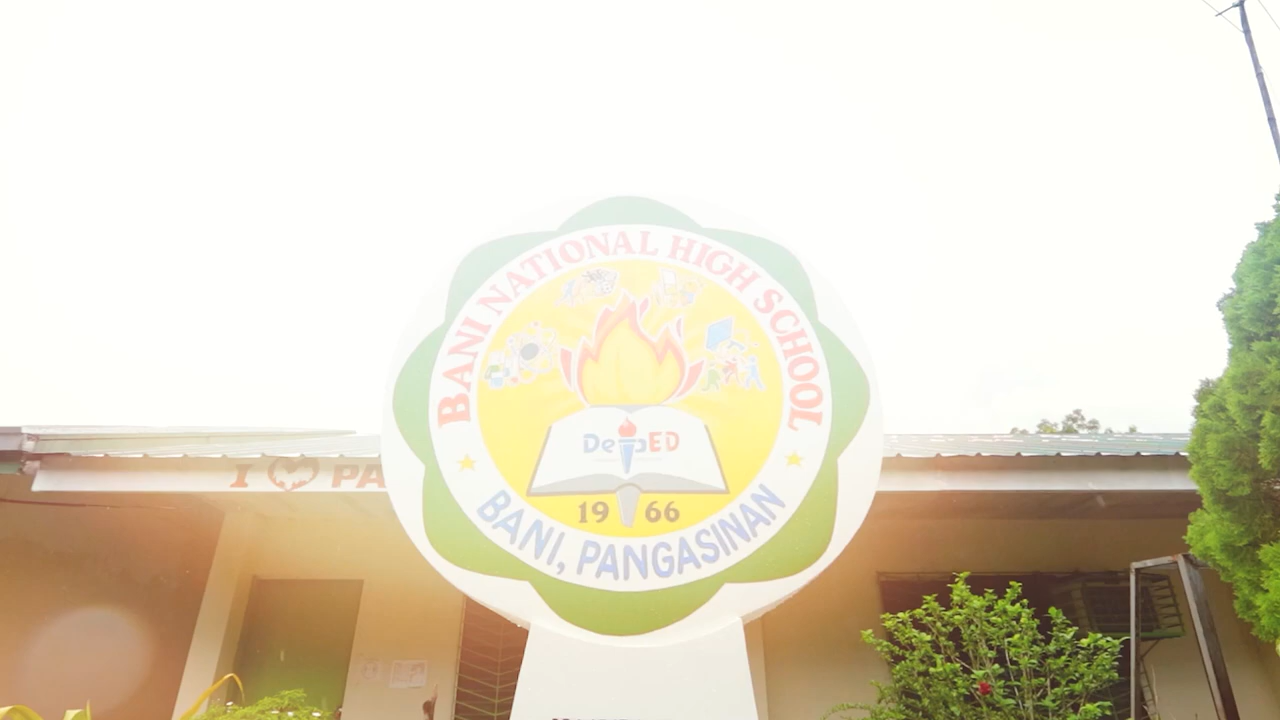 BANI NATIONAL HIGH SCHOOL
DepED
19 66
BANI, PANGASINAN
I PA